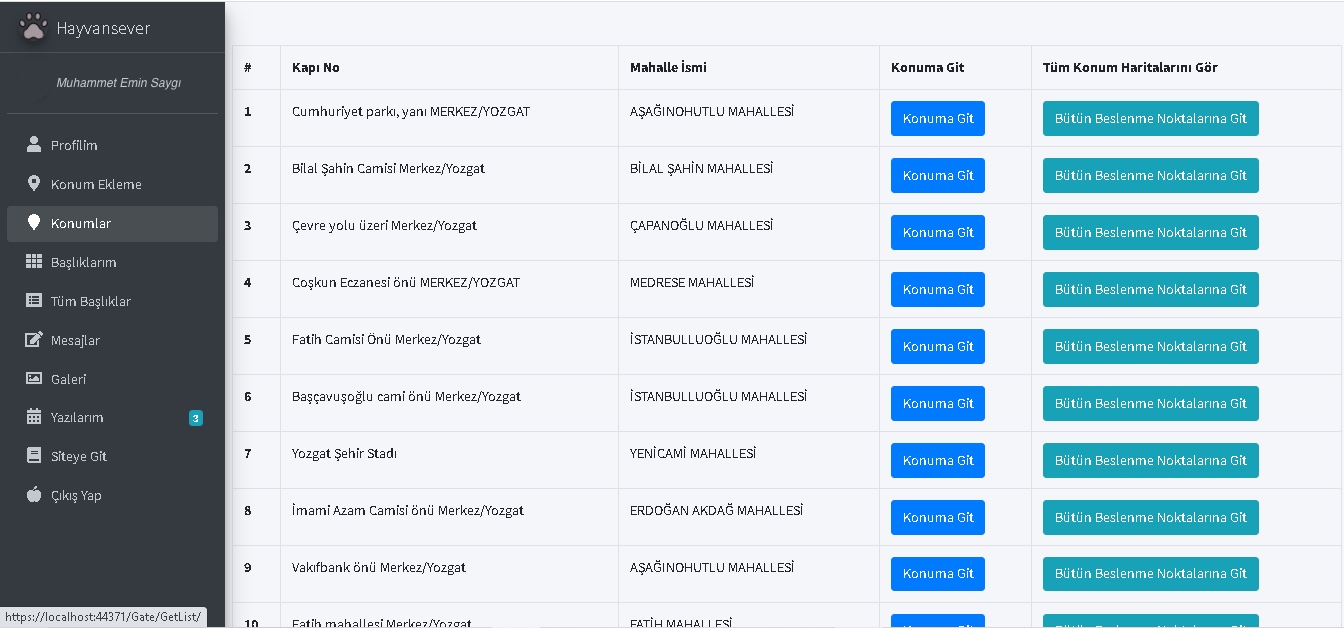 Hayvansever
Muhammet Emin Saygı
Profilim
Konum Ekleme
Konumlar
Başlıklarım
Tüm Başlıklar
Mesajlar
Galeri
Yazılarım 3
Siteye Git
Çıkış Yap
https://localhost:44371/Gate/GetList/
# Kapı No Mahalle İsmi Konuma Git Tüm Konum Haritalarını Gör
1 Cumhuriyet parkı, yanı MERKEZ/YOZGAT AŞAĞINOHUTLU MAHALLESİ Konuma Git Bütün Beslenme Noktalarına Git
2 Bilal Şahin Camisi Merkez/Yozgat BİLAL ŞAHİN MAHALLESİ Konuma Git Bütün Beslenme Noktalarına Git
3 Çevre yolu üzeri Merkez/Yozgat ÇAPANOĞLU MAHALLESİ Konuma Git Bütün Beslenme Noktalarına Git
4 Coşkun Eczanesi önü MERKEZ/YOZGAT MEDRESE MAHALLESİ Konuma Git Bütün Beslenme Noktalarına Git
5 Fatih Camisi Önü Merkez/Yozgat İSTANBULLUOĞLU MAHALLESİ Konuma Git Bütün Beslenme Noktalarına Git
6 Başçavuşoğlu cami önü Merkez/Yozgat İSTANBULLUOĞLU MAHALLESİ Konuma Git Bütün Beslenme Noktalarına Git
7 Yozgat Şehir Stadı YENİCAMİ MAHALLESİ Konuma Git Bütün Beslenme Noktalarına Git
8 İmami Azam Camisi önü Merkez/Yozgat ERDOĞAN AKDAĞ MAHALLESİ Konuma Git Bütün Beslenme Noktalarına Git
9 Vakıfbank önü Merkez/Yozgat AŞAĞINOHUTLU MAHALLESİ Konuma Git Bütün Beslenme Noktalarına Git
10 Fatih mahallesi Merkez/Yozgat FATİH MAHALLESİ